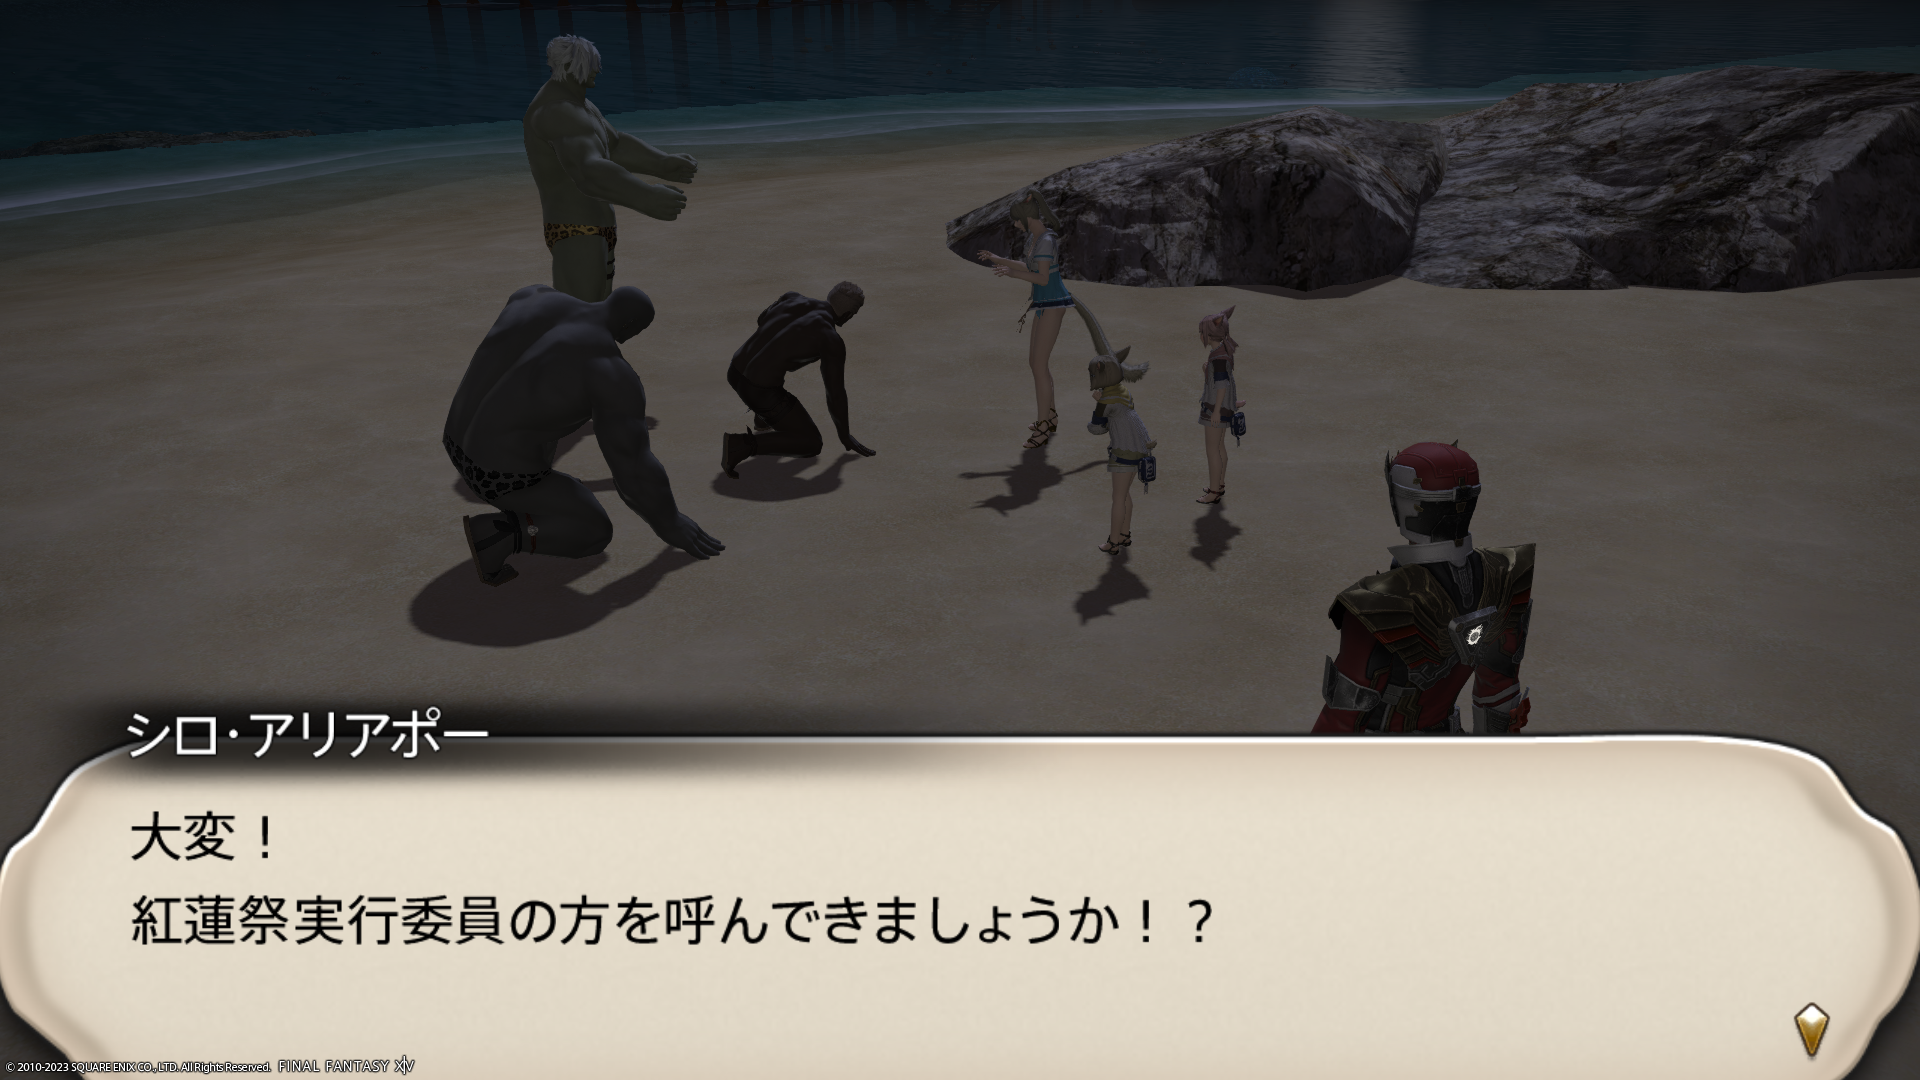 シロ・アリアポー
大変！
紅蓮祭実行委員の方を呼んできましょうか！？
© 2010-2023 SQUARE ENIX CO., LTD. All Rights Reserved. FINAL FANTASY XIV